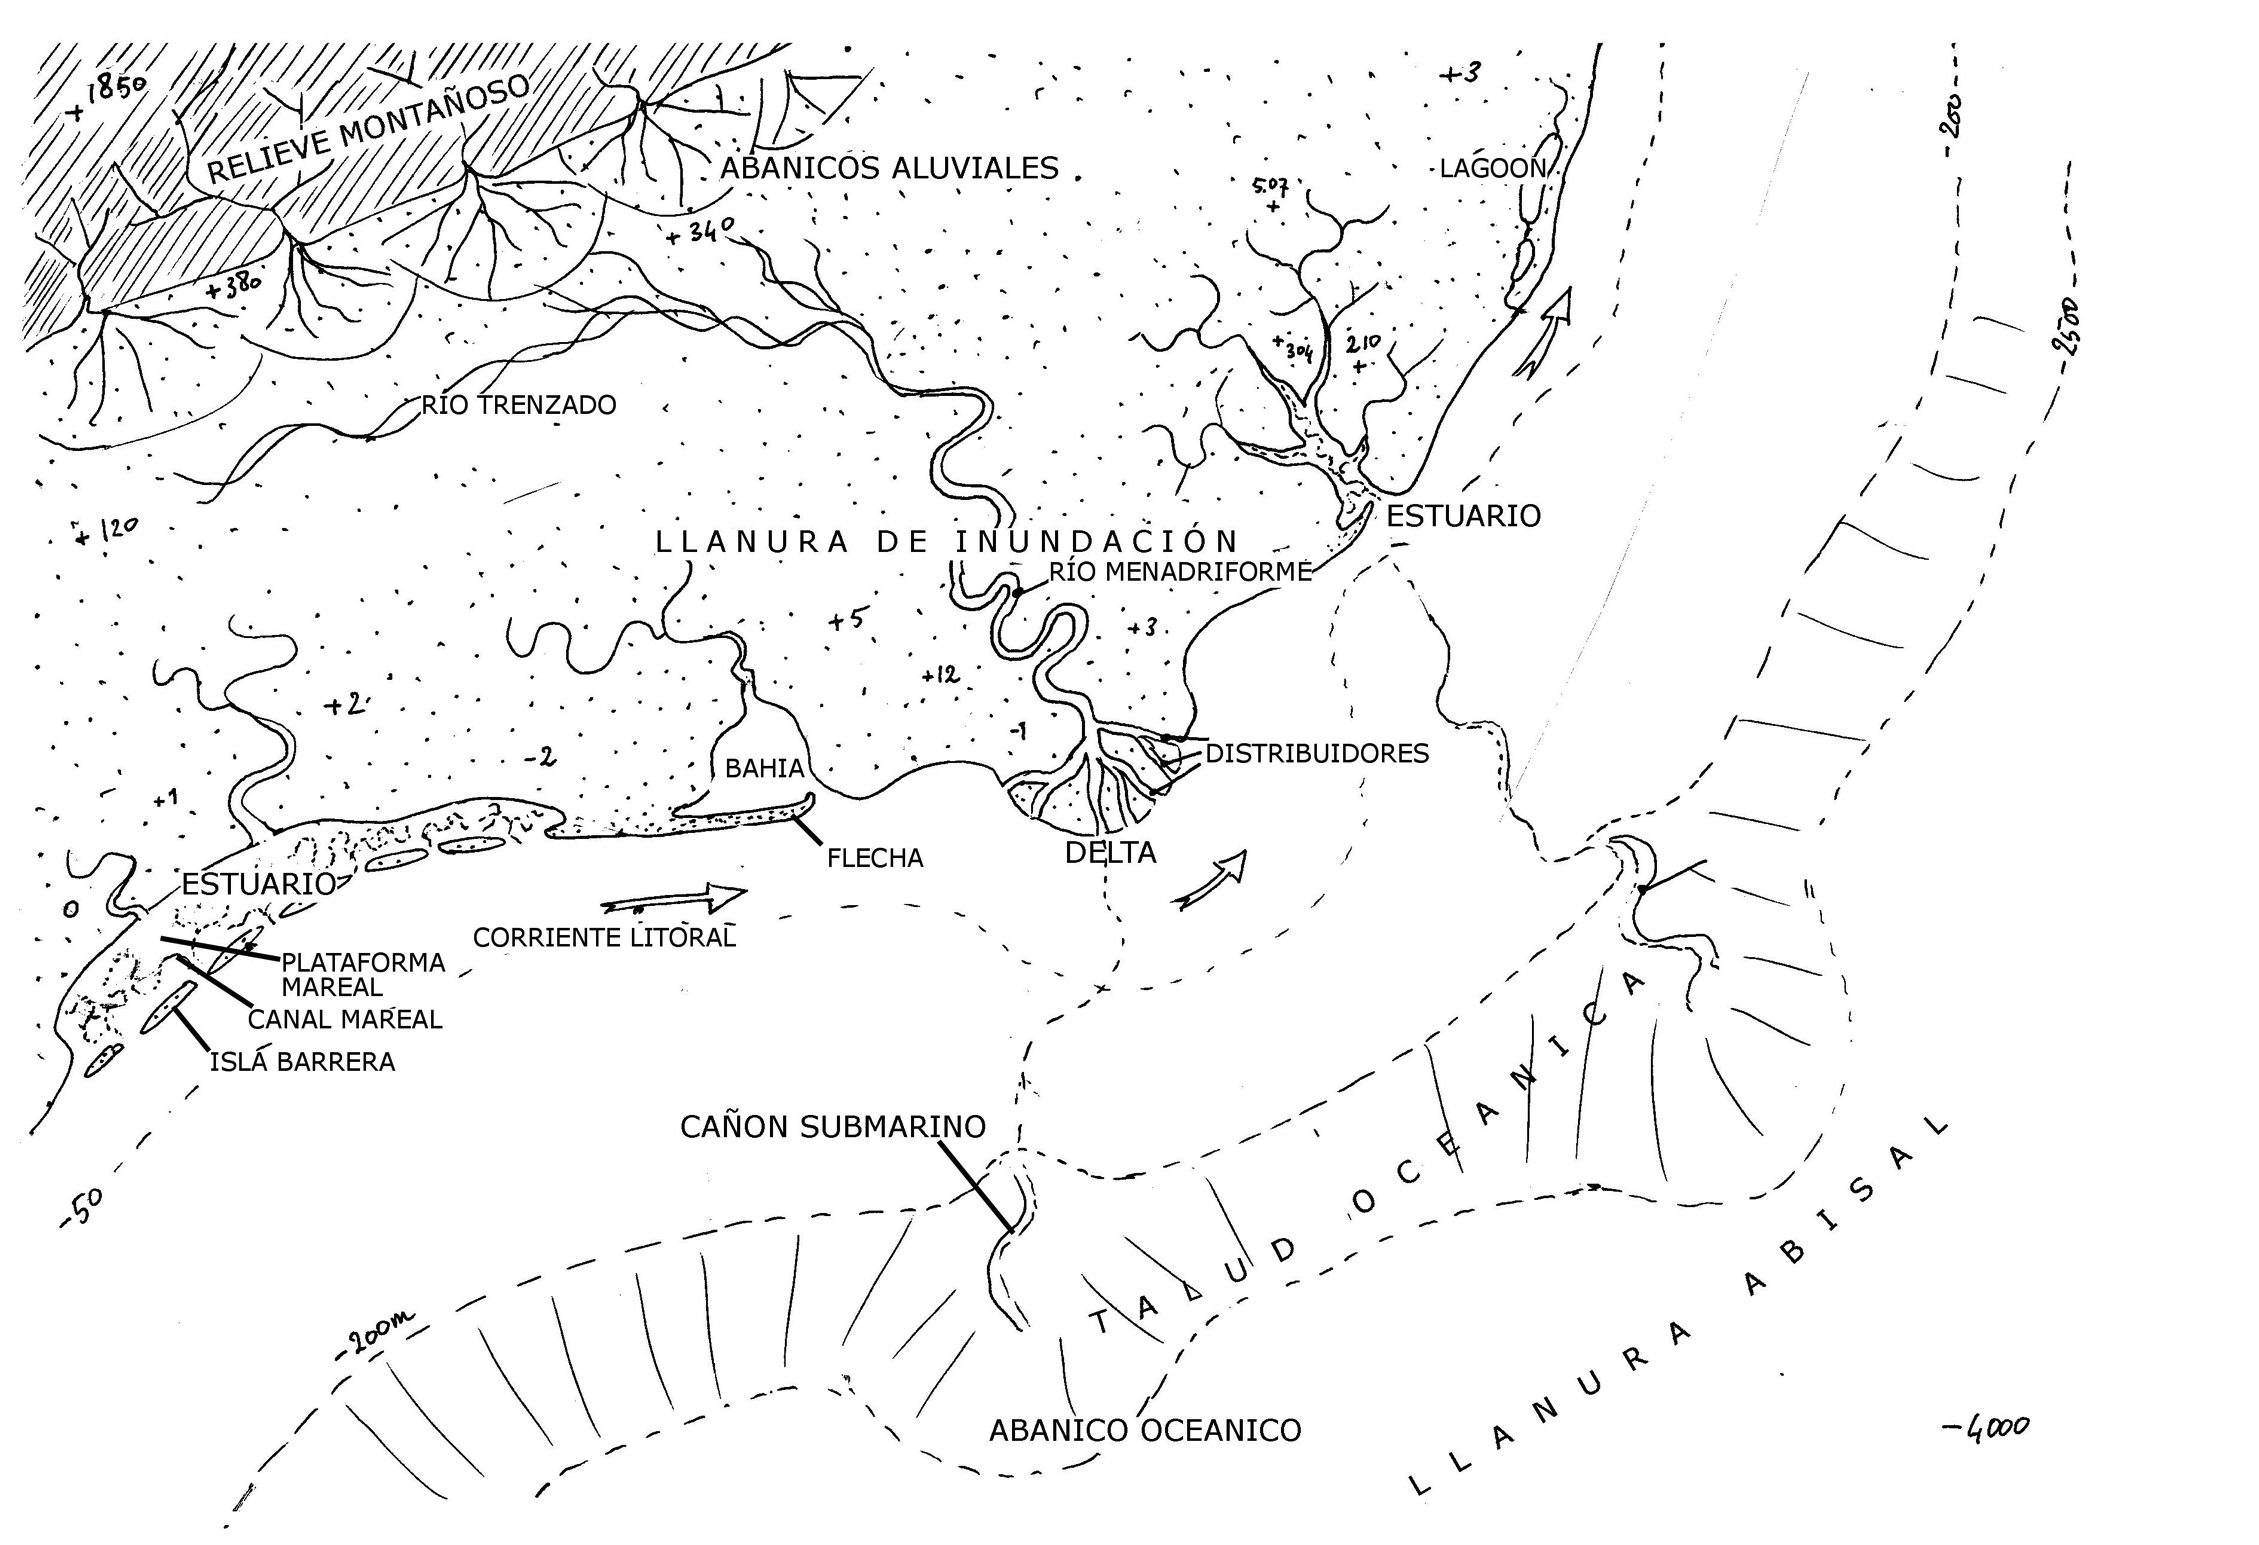 +1850
RELIEVE MONTAÑOSO
+3
-200
ABANICOS ALUVIALES
LAGOON
5.07
+
+340
+380
-2500
+304
210
+
RÍO TRENZADO
+120
ESTUARIO
LLANURA DE INUNDACIÓN
RÍO MENADRIFORME
+5
+3
+12
+2
-1
DISTRIBUIDORES
-2
BAHIA
+1
FLECHA
DELTA
ESTUARIO
0
CORRIENTE LITORAL
PLATAFORMA
MAREAL
CANAL MAREAL
ISLA BARRERA
CAÑON SUBMARINO
-50
TALUD OCEANICA
-200m
LLANURA ABISAL
ABANICO OCEANICO
-4000